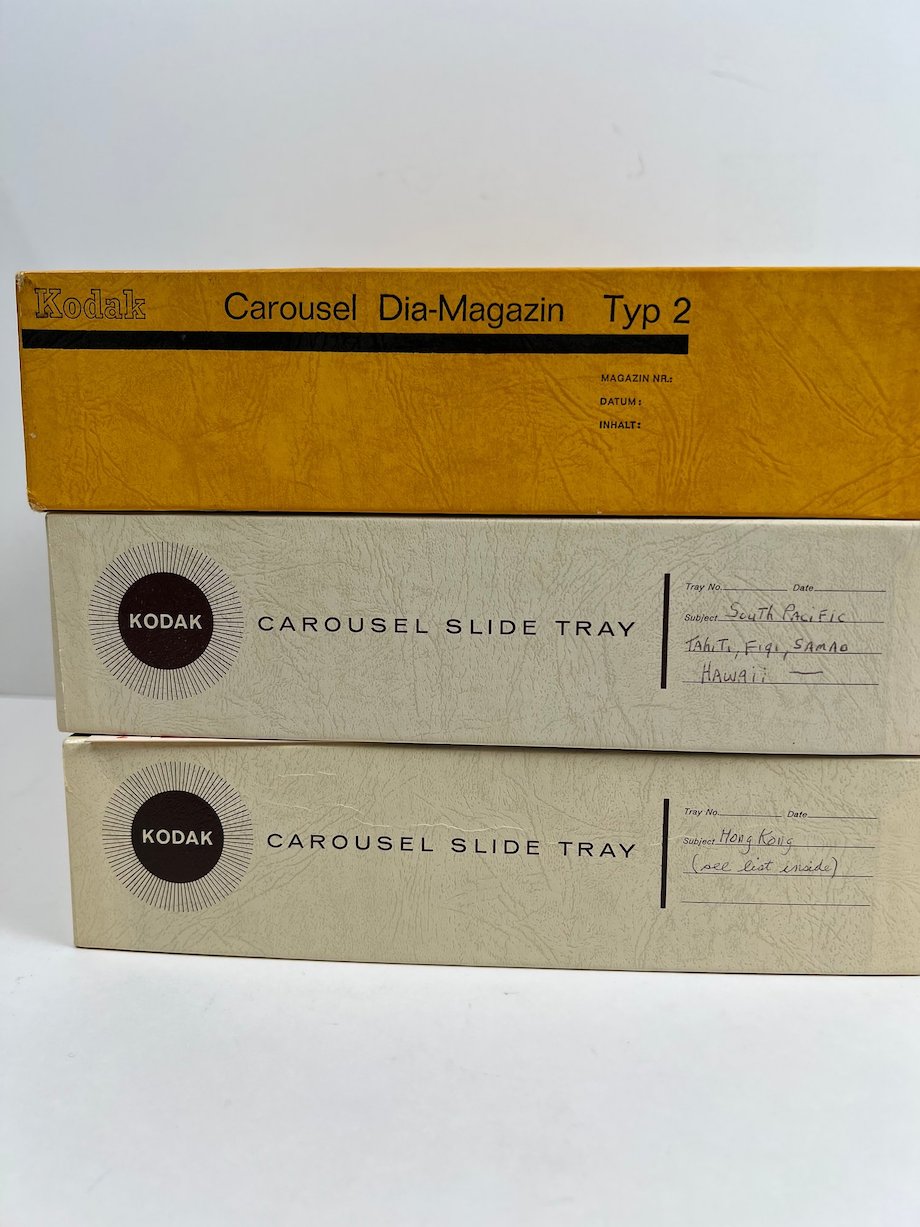 Kodak Carousel Dia-Magazin Typ 2
MAGAZIN NR.:
DATUM:
INHALT:
KODAK
CAROUSEL SLIDE TRAY
Tray No. Date
Subject South Pacific
Tahiti, Figi, Samao
Hawaii —
KODAK
CAROUSEL SLIDE TRAY
Tray No. Date
Subject Hong Kong
(see list inside)